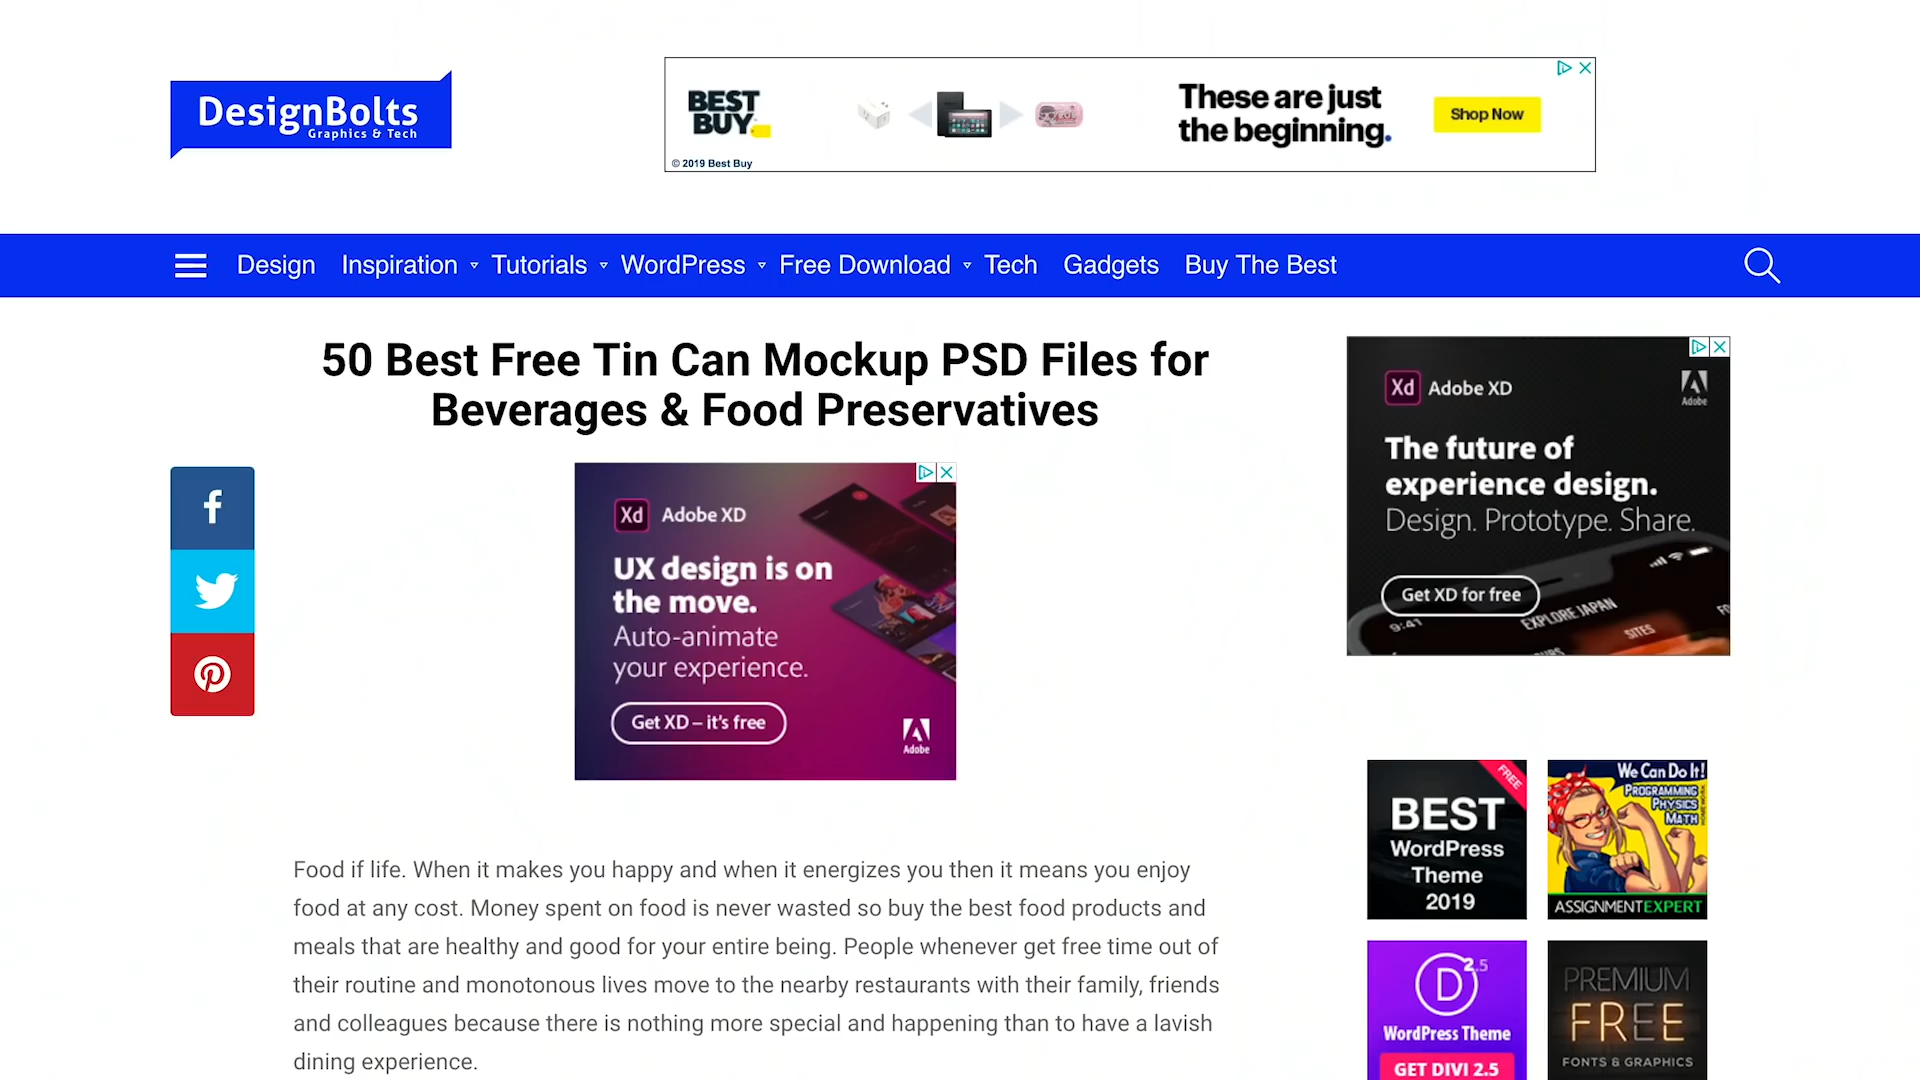 DesignBolts
Graphics & Tech
BEST
BUY
© 2019 Best Buy
These are just
the beginning.
Shop Now
Design Inspiration Tutorials WordPress Free Download Tech Gadgets Buy The Best
50 Best Free Tin Can Mockup PSD Files for
Beverages & Food Preservatives
Xd Adobe XD
UX design is on
the move.
Auto-animate
your experience.
Get XD – it's free
Adobe
Xd Adobe XD
Adobe
The future of
experience design.
Design. Prototype. Share.
Get XD for free
9:41
EXPLORE JAPAN
SITES
Food if life. When it makes you happy and when it energizes you then it means you enjoy
food at any cost. Money spent on food is never wasted so buy the best food products and
meals that are healthy and good for your entire being. People whenever get free time out of
their routine and monotonous lives move to the nearby restaurants with their family, friends
and colleagues because there is nothing more special and happening than to have a lavish
dining experience.
FREE
BEST
WordPress
Theme
2019
We Can Do It!
PROGRAMMING
PHYSICS
MATH
HOMEWORK
ASSIGNMENTEXPERT
D 2.5
WordPress Theme
GET DIVI 2.5
PREMIUM
FREE
FONTS & GRAPHICS